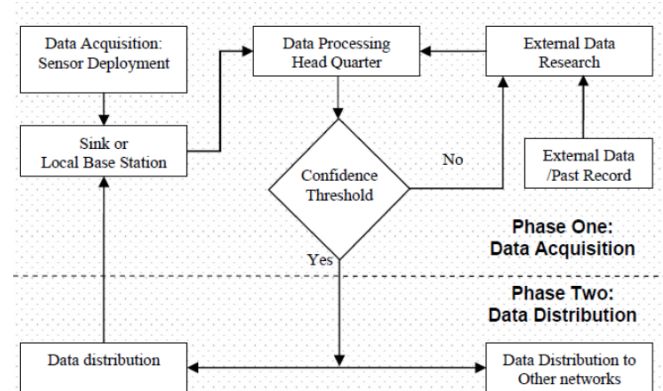 Data Acquisition:
Sensor Deployment
Data Processing
Head Quarter
External Data
Research
Sink or
Local Base Station
Confidence
Threshold
No
External Data
/Past Record
Phase One:
Data Acquisition
Yes
Phase Two:
Data Distribution
Data distribution
Data Distribution to
Other networks